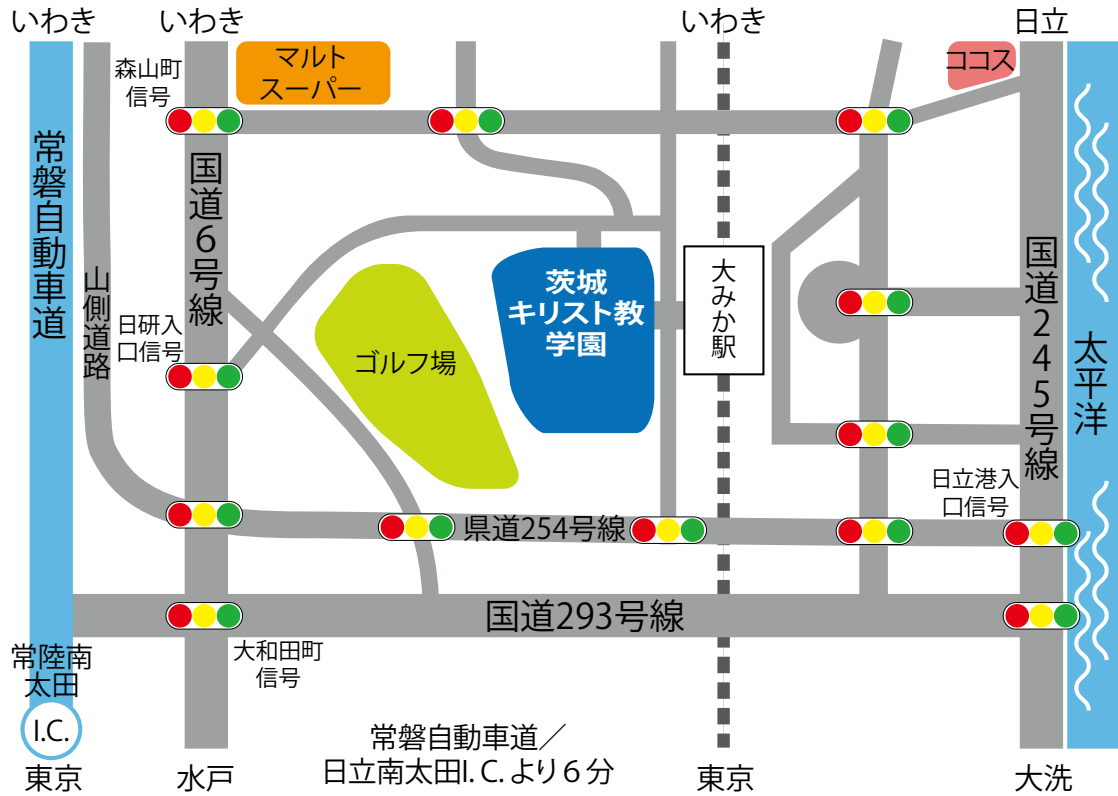 いわき
いわき
いわき
日立
マルト
スーパー
ココス
森山町
信号
常磐自動車道
山側道路
国道6号線
日研入
口信号
ゴルフ場
茨城
キリスト教
学園
大みか駅
国道245号線
太平洋
日立港入
口信号
県道254号線
国道293号線
常陸南
太田
I.C.
大和田町
信号
常磐自動車道／
日立南太田I.C.より6分
東京
水戸
東京
大洗